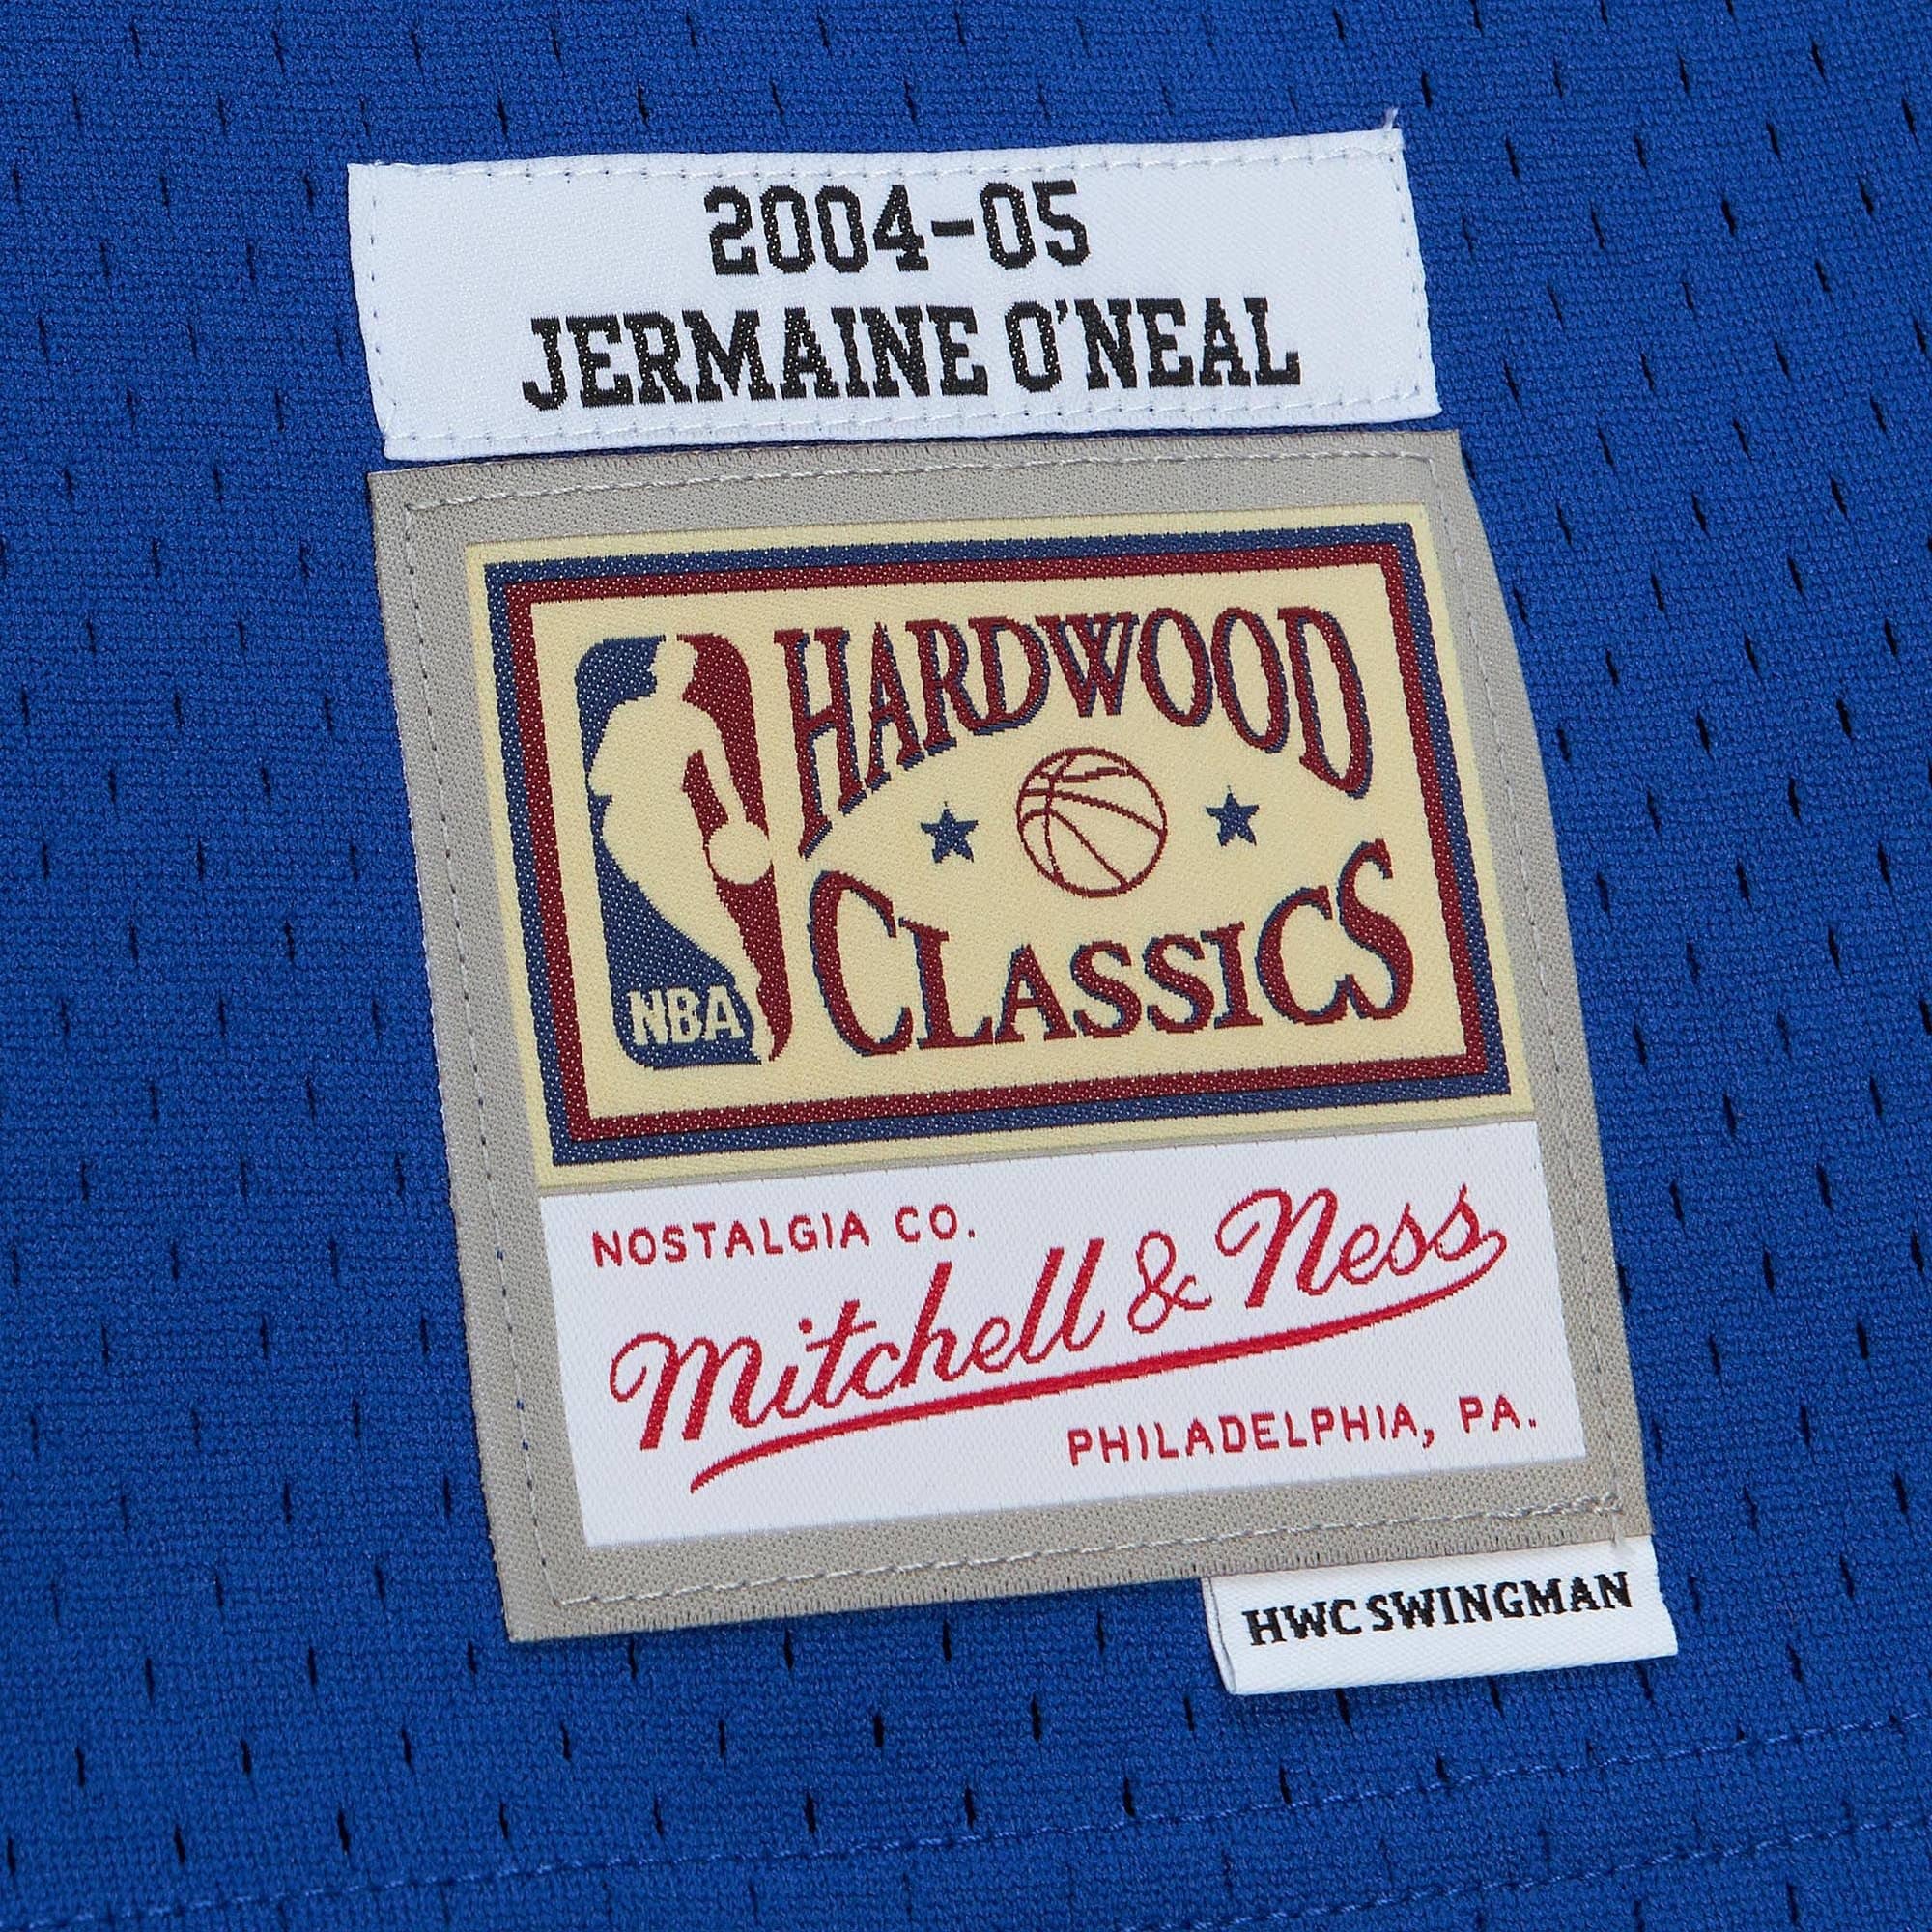 2004-05
JERMAINE O'NEAL
HARDWOOD
CLASSICS
NBA
NOSTALGIA CO.
Mitchell & Ness
PHILADELPHIA, PA.
HWC SWINGMAN